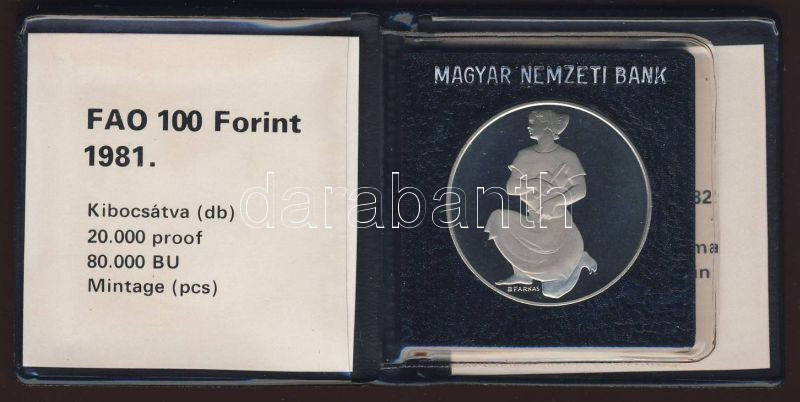 FAO 100 Forint
1981.
Kibocsátva (db)
20.000 proof
80.000 BU
Mintage (pcs)
MAGYAR NEMZETI BANK
FARKAS
darabanth